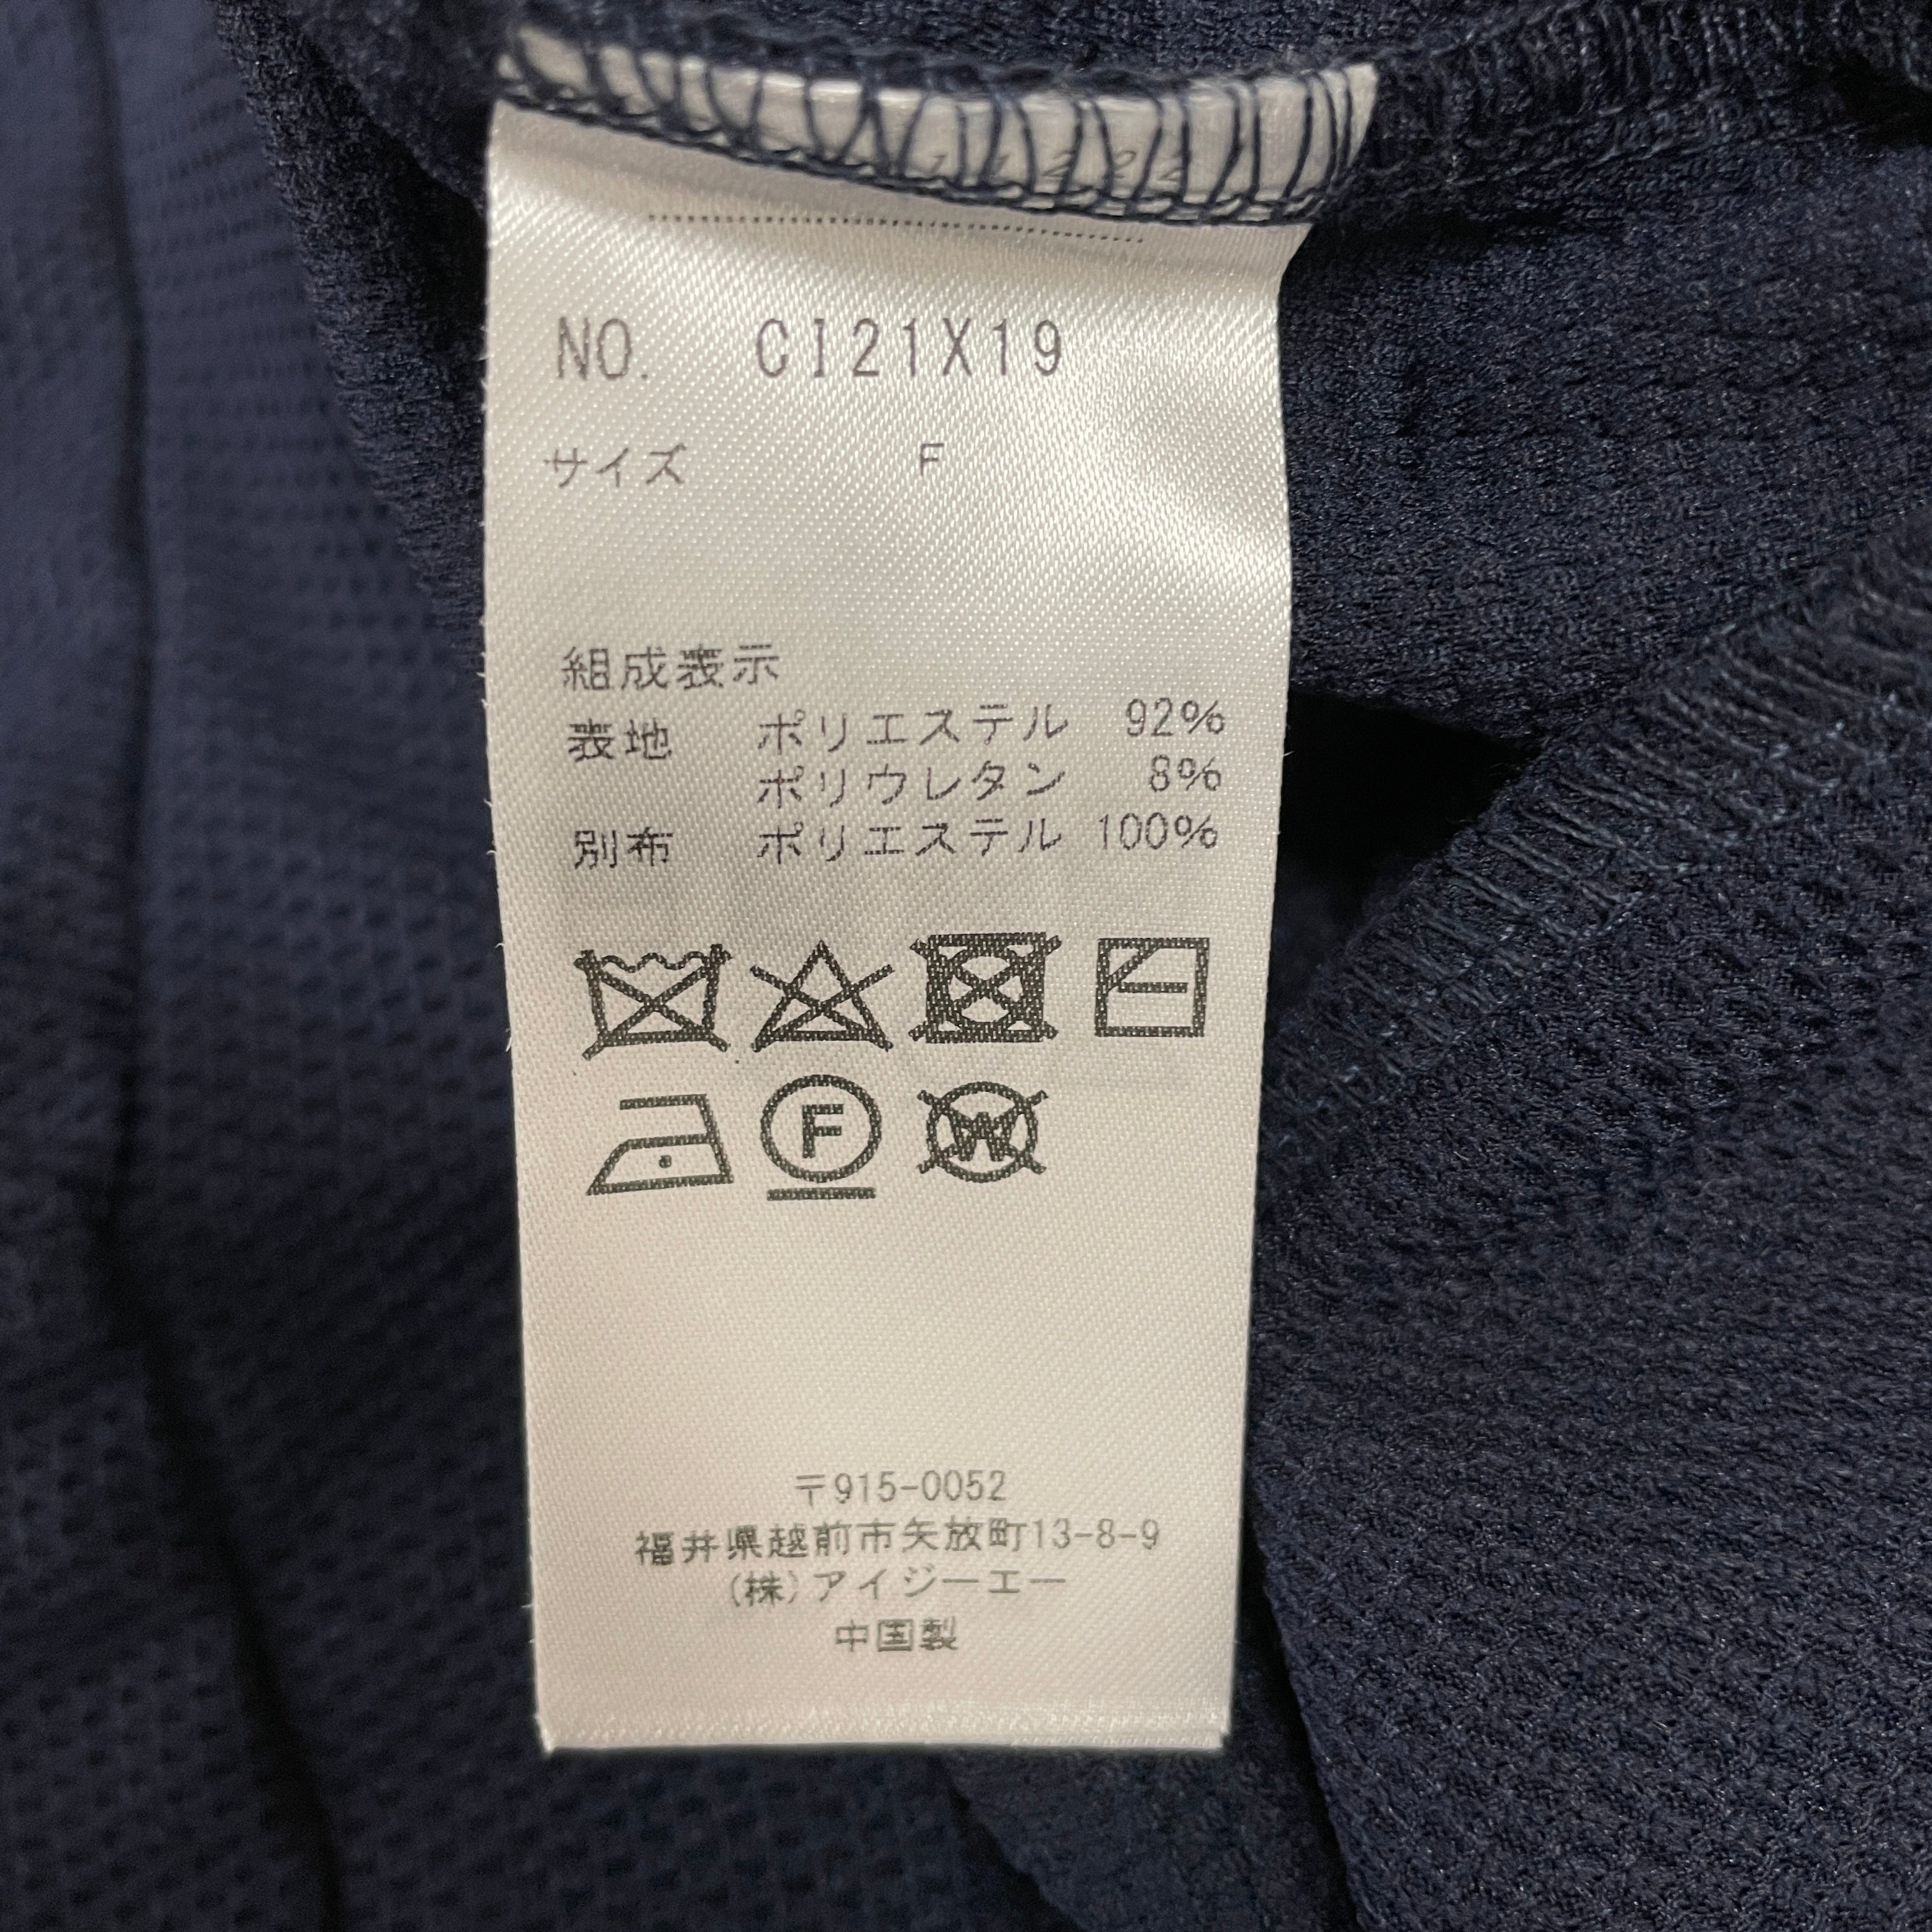 NO. CI21X19
サイズ F
組成表示
表地 ポリエステル 92%
ポリウレタン 8%
別布 ポリエステル 100%
F
W
〒915-0052
福井県越前市矢放町13-8-9
(株)アイジーエー
中国製